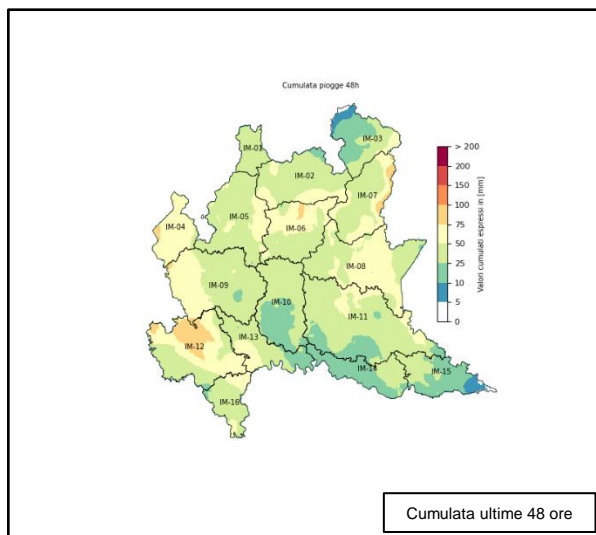 Cumulata piogge 48h
IM-01
IM-03
IM-02
IM-07
IM-04
IM-05
IM-06
IM-08
IM-09
IM-10
IM-11
IM-12
IM-13
IM-14
IM-15
IM-16
> 200
200
150
100
75
50
25
10
5
0
Valori cumulati espressi in [mm]
Cumulata ultime 48 ore